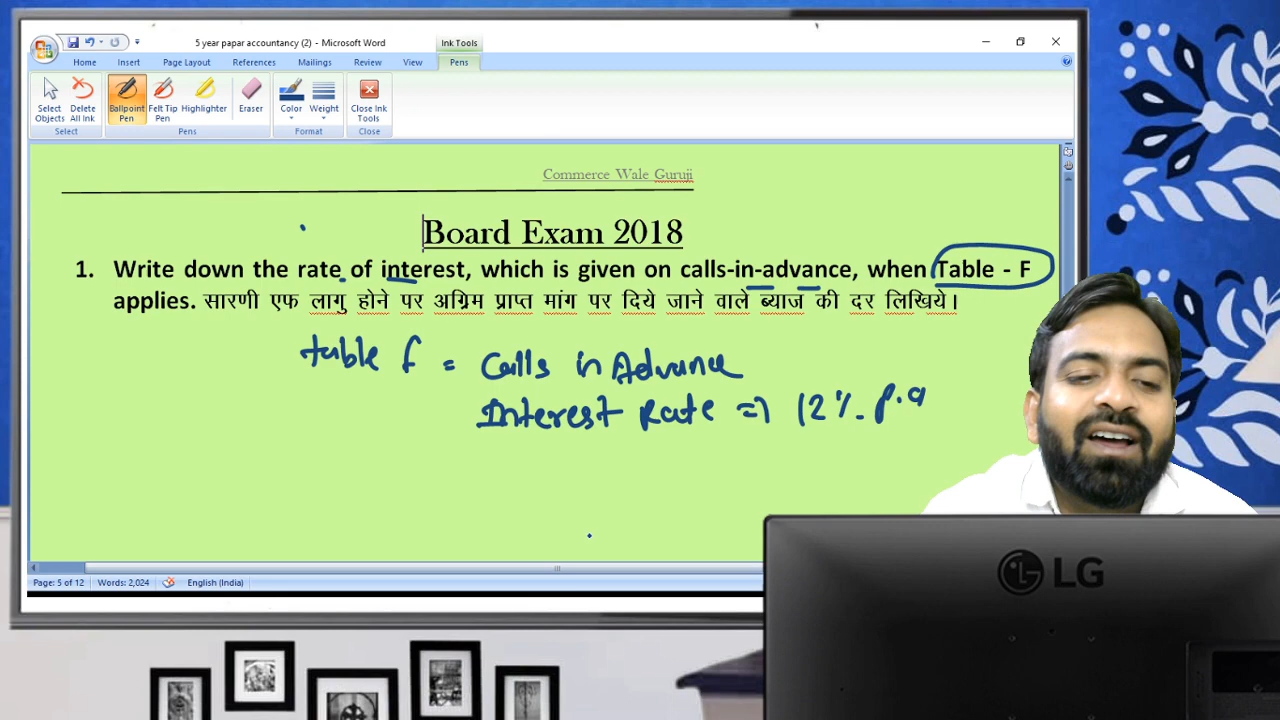 5 year papar accountancy (2) - Microsoft Word
Ink Tools
Home Insert Page Layout References Mailings Review View Pens
Select Objects
Delete All Ink
Ballpoint Pen
Felt Tip Pen
Highlighter
Eraser
Color
Weight
Close Ink Tools
Select Pens Format Close
Commerce Wale Guruji
Board Exam 2018
1. Write down the rate of interest, which is given on calls-in-advance, when Table - F
applies. सारणी एफ लागु होने पर अग्रिम प्राप्त मांग पर दिये जाने वाले ब्याज की दर लिखिये।
table f = Calls in Advance
Interest Rate => 12%. p.a
Page: 5 of 12 Words: 2,024 English (India)
LG